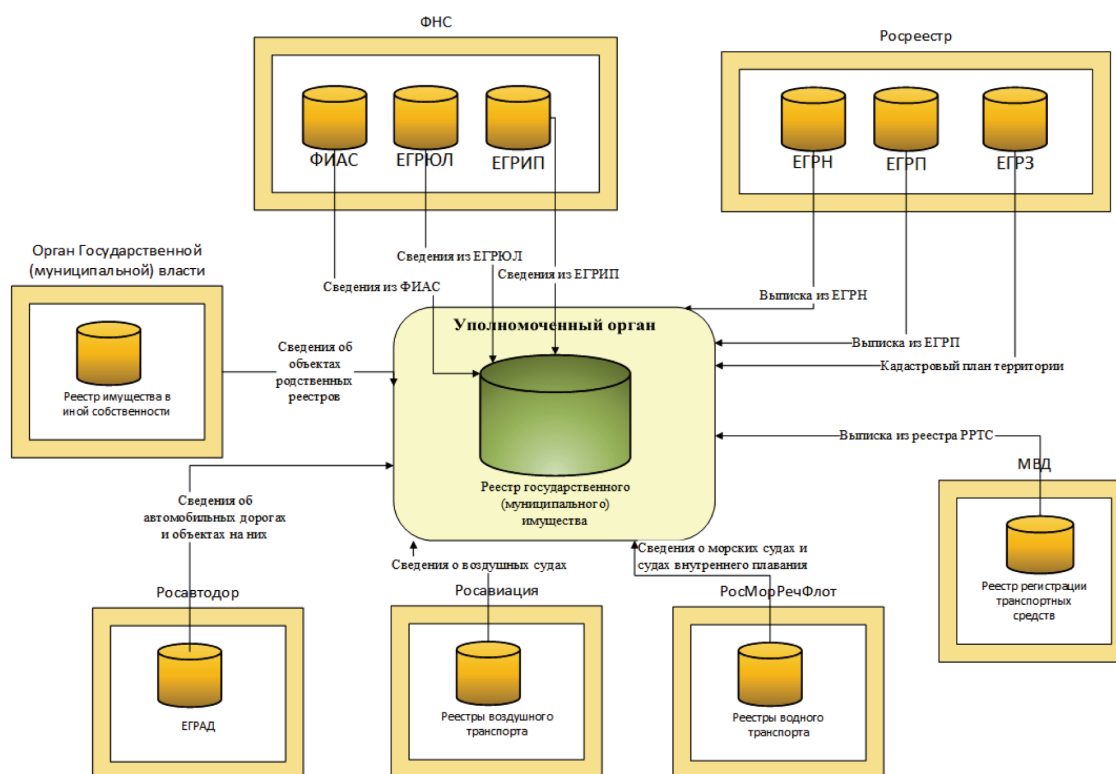 ФНС
Росреестр
ФИАС
ЕГРЮЛ
ЕГРИП
ЕГРН
ЕГРП
ЕГРЗ
Орган Государственной
(муниципальной) власти
Реестр имущества в
иной собственности
Сведения из ЕГРЮЛ
Сведения из ЕГРИП
Сведения из ФИАС
Выписка из ЕГРН
Выписка из ЕГРП
Кадастровый план территории
Сведения об
объектах
родственных
реестров
Уполномоченный орган
Реестр государственного
(муниципального)
имущества
Выписка из реестра РРТС
МВД
Реестр регистрации
транспортных
средств
Сведения об
автомобильных дорогах
и объектах на них
Сведения о воздушных судах
Сведения о морских судах и
судах внутреннего плавания
Росавтодор
ЕГРАД
Росавиация
Реестры воздушного
транспорта
РосМорРечФлот
Реестры водного
транспорта